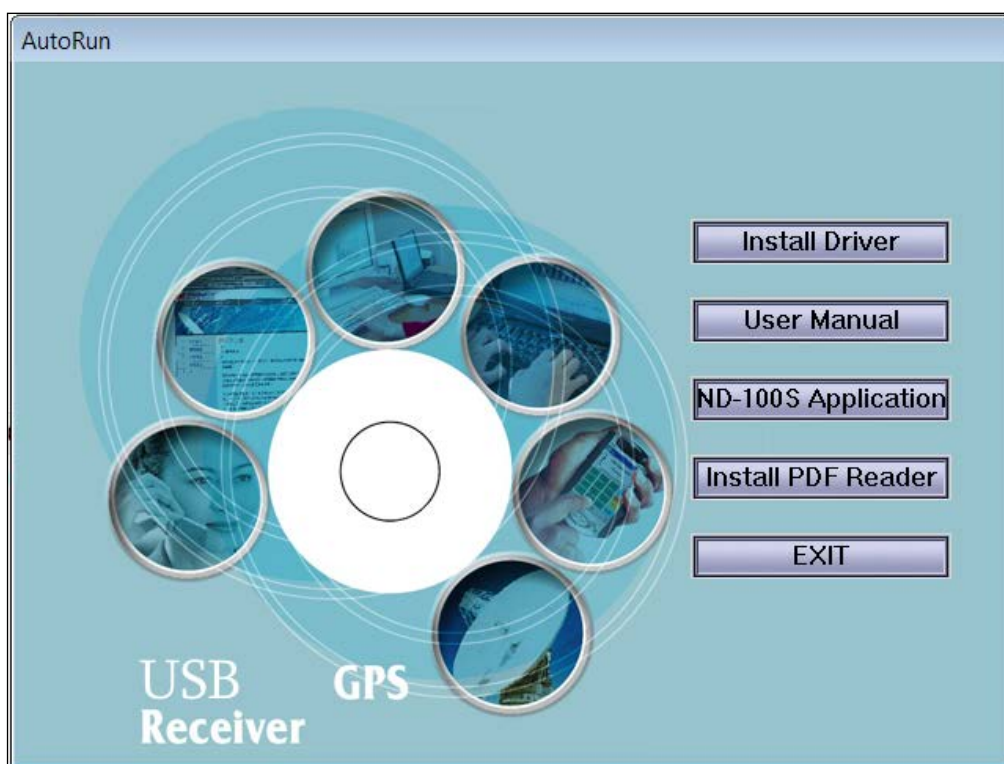 AutoRun
Install Driver
User Manual
ND-100S Application
Install PDF Reader
EXIT
USB GPS
Receiver